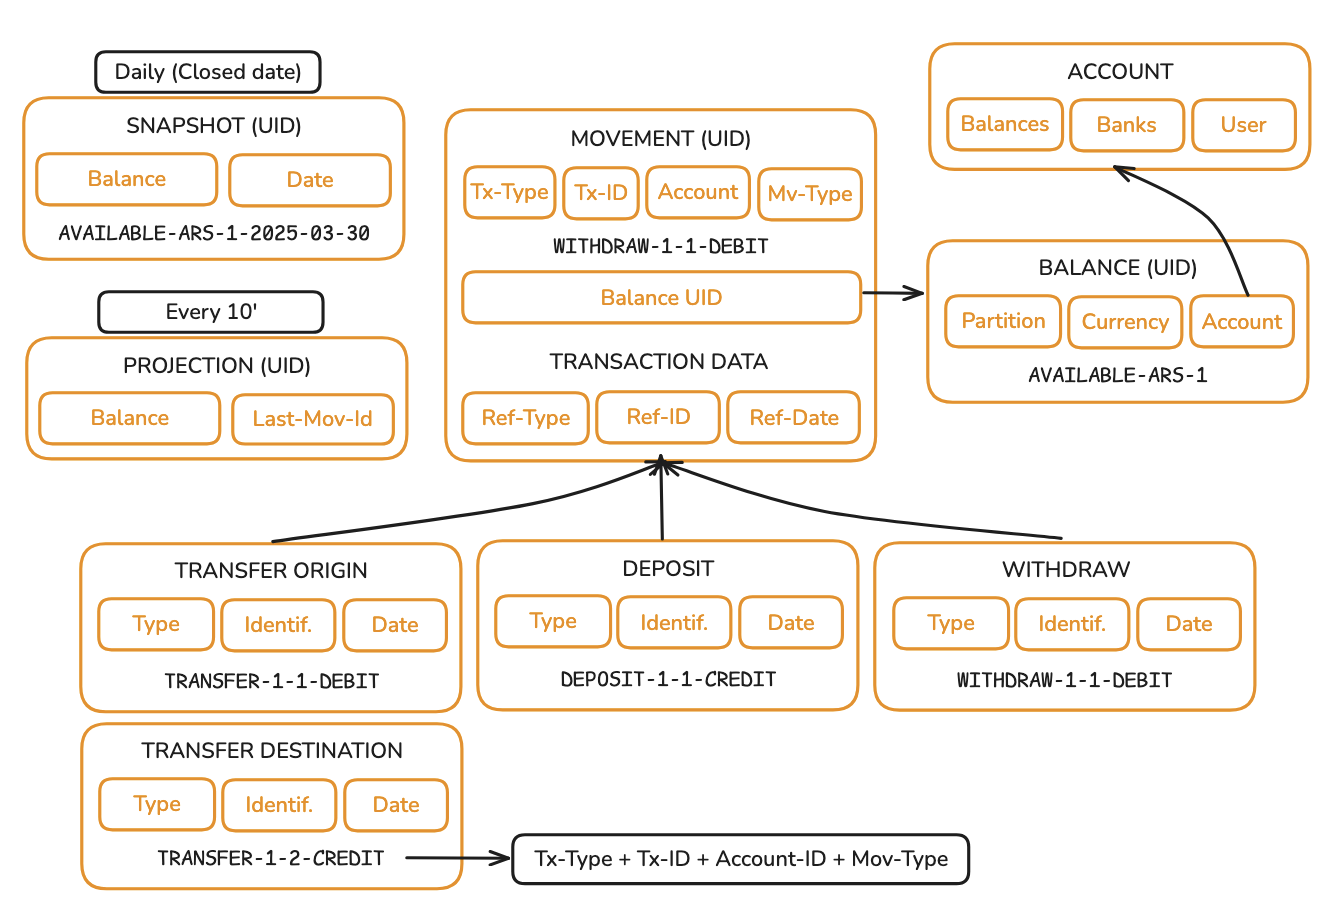 Daily (Closed date)
SNAPSHOT (UID)
Balance
Date
AVAILABLE-ARS-1-2025-03-30
Every 10'
PROJECTION (UID)
Balance
Last-Mov-Id
MOVEMENT (UID)
Tx-Type
Tx-ID
Account
Mv-Type
WITHDRAW-1-1-DEBIT
Balance UID
TRANSACTION DATA
Ref-Type
Ref-ID
Ref-Date
ACCOUNT
Balances
Banks
User
BALANCE (UID)
Partition
Currency
Account
AVAILABLE-ARS-1
TRANSFER ORIGIN
Type
Identif.
Date
TRANSFER-1-1-DEBIT
DEPOSIT
Type
Identif.
Date
DEPOSIT-1-1-CREDIT
WITHDRAW
Type
Identif.
Date
WITHDRAW-1-1-DEBIT
TRANSFER DESTINATION
Type
Identif.
Date
TRANSFER-1-2-CREDIT
Tx-Type + Tx-ID + Account-ID + Mov-Type